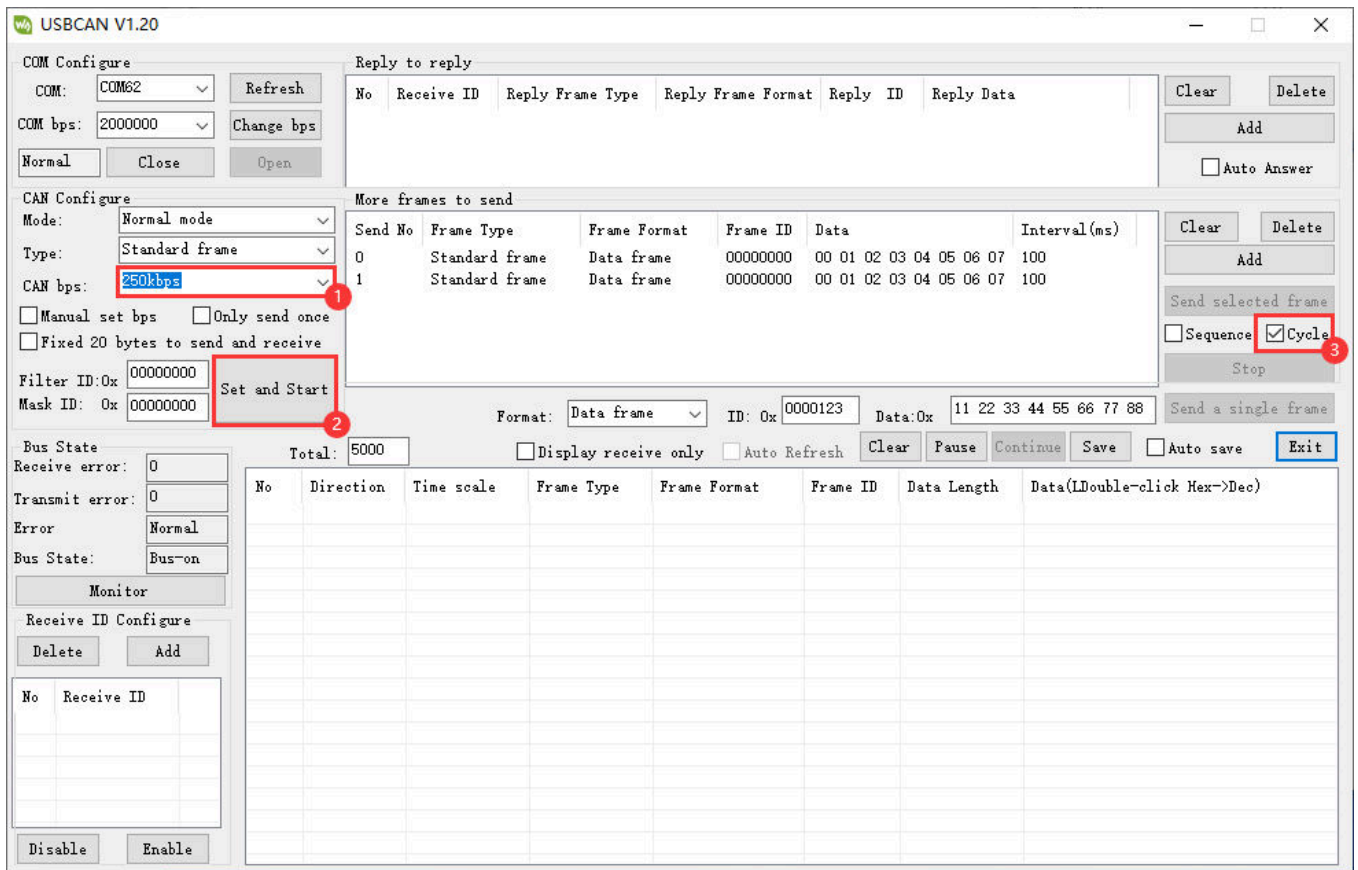 USBCAN V1.20
COM Configure
COM: COM62 Refresh
COM bps: 2000000 Change bps
Normal Close Open
Reply to reply
No Receive ID Reply Frame Type Reply Frame Format Reply ID Reply Data
Clear Delete
Add
Auto Answer
CAN Configure
Mode: Normal mode
Type: Standard frame
CAN bps: 250kbps
1
Manual set bps Only send once
Fixed 20 bytes to send and receive
Filter ID:0x 00000000
Mask ID: 0x 00000000
Set and Start
2
More frames to send
Send No Frame Type Frame Format Frame ID Data Interval(ms)
0 Standard frame Data frame 00000000 00 01 02 03 04 05 06 07 100
1 Standard frame Data frame 00000000 00 01 02 03 04 05 06 07 100
Clear Delete
Add
Send selected frame
Sequence Cycle
3
Stop
Format: Data frame ID: 0x 0000123 Data:0x 11 22 33 44 55 66 77 88 Send a single frame
Total: 5000 Display receive only Auto Refresh Clear Pause Continue Save Auto save Exit
Bus State
Receive error: 0
Transmit error: 0
Error Normal
Bus State: Bus-on
Monitor
No Direction Time scale Frame Type Frame Format Frame ID Data Length Data(LDouble-click Hex->Dec)
Receive ID Configure
Delete Add
No Receive ID
Disable Enable